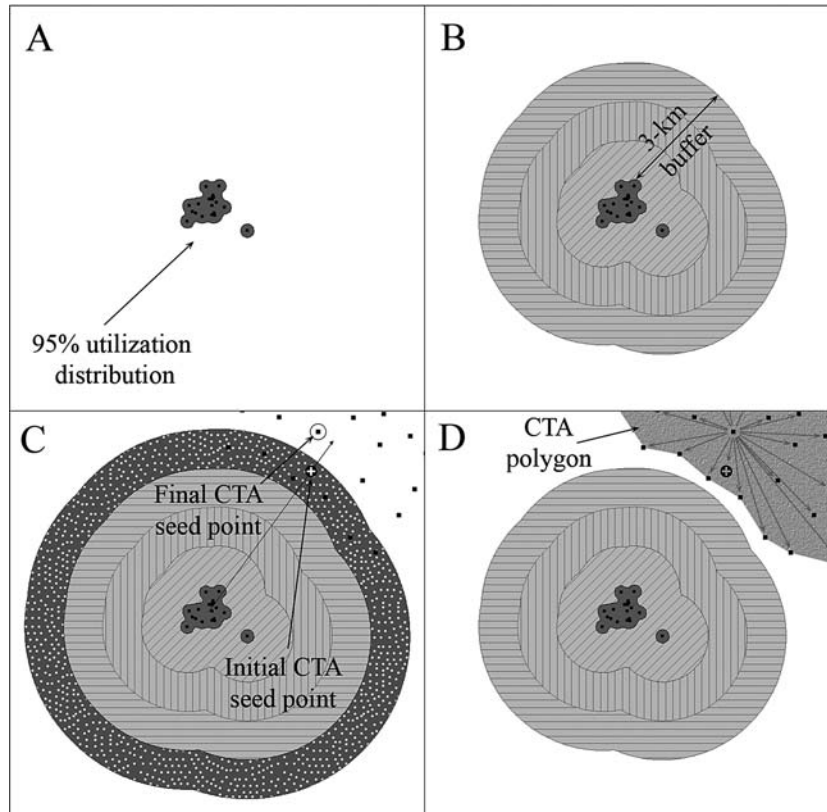 A
95% utilization
distribution
B
3-km
buffer
C
Final CTA
seed point
Initial CTA
seed point
D
CTA
polygon